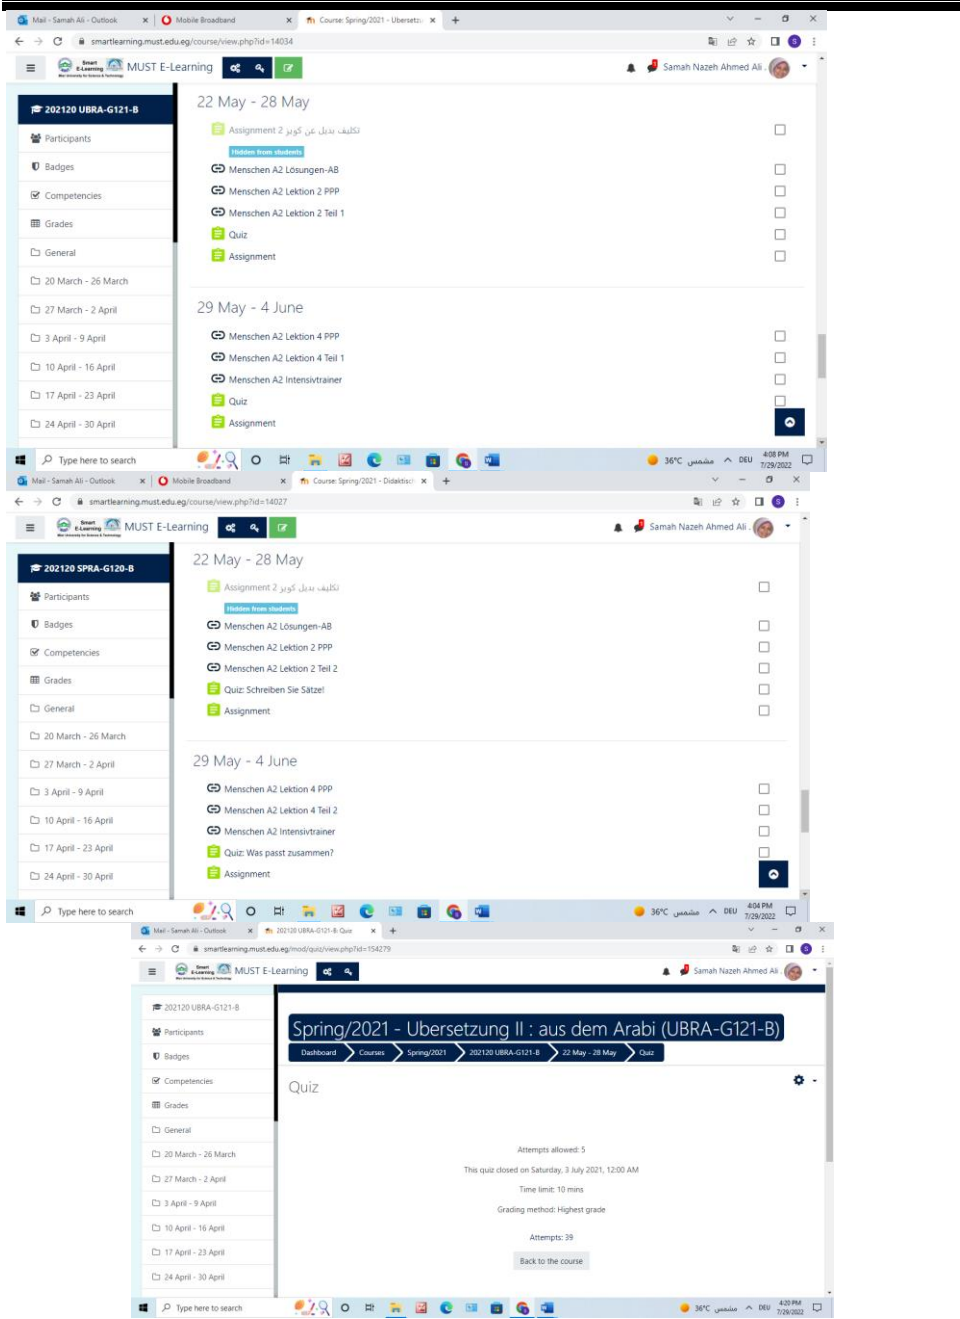 Mail - Samah Ali - Outlook
Mobile Broadband
Course: Spring/2021 - Ubersetzu
smartlearning.must.edu.eg/course/view.php?id=14034
Smart E-Learning
MUST E-Learning
Samah Nazeh Ahmed Ali .
202120 UBRA-G121-B
Participants
Badges
Competencies
Grades
General
20 March - 26 March
27 March - 2 April
3 April - 9 April
10 April - 16 April
17 April - 23 April
24 April - 30 April
22 May - 28 May
Assignment 2 تكليف بديل عن كويز
Hidden from students
Menschen A2 Lösungen-AB
Menschen A2 Lektion 2 PPP
Menschen A2 Lektion 2 Teil 1
Quiz
Assignment
29 May - 4 June
Menschen A2 Lektion 4 PPP
Menschen A2 Lektion 4 Teil 1
Menschen A2 Intensivtrainer
Quiz
Assignment
Type here to search
36°C مشمس
DEU
4:08 PM
7/29/2022
Mail - Samah Ali - Outlook
Mobile Broadband
Course: Spring/2021 - Didaktisc
smartlearning.must.edu.eg/course/view.php?id=14027
Smart E-Learning
MUST E-Learning
Samah Nazeh Ahmed Ali .
202120 SPRA-G120-B
Participants
Badges
Competencies
Grades
General
20 March - 26 March
27 March - 2 April
3 April - 9 April
10 April - 16 April
17 April - 23 April
24 April - 30 April
22 May - 28 May
Assignment 2 تكليف بديل كويز
Hidden from students
Menschen A2 Lösungen-AB
Menschen A2 Lektion 2 PPP
Menschen A2 Lektion 2 Teil 2
Quiz: Schreiben Sie Sätze!
Assignment
29 May - 4 June
Menschen A2 Lektion 4 PPP
Menschen A2 Lektion 4 Teil 2
Menschen A2 Intensivtrainer
Quiz: Was passt zusammen?
Assignment
Type here to search
36°C مشمس
DEU
4:04 PM
7/29/2022
Mail - Samah Ali - Outlook
202120 UBRA-G121-B: Quiz
smartlearning.must.edu.eg/mod/quiz/view.php?id=154279
Smart E-Learning
MUST E-Learning
Samah Nazeh Ahmed Ali .
202120 UBRA-G121-B
Participants
Badges
Competencies
Grades
General
20 March - 26 March
27 March - 2 April
3 April - 9 April
10 April - 16 April
17 April - 23 April
24 April - 30 April
Spring/2021 - Ubersetzung II : aus dem Arabi (UBRA-G121-B)
Dashboard Courses Spring/2021 202120 UBRA-G121-B 22 May - 28 May Quiz
Quiz
Attempts allowed: 5
This quiz closed on Saturday, 3 July 2021, 12:00 AM
Time limit: 10 mins
Grading method: Highest grade
Attempts: 39
Back to the course
Type here to search
36°C مشمس
DEU
4:20 PM
7/29/2022